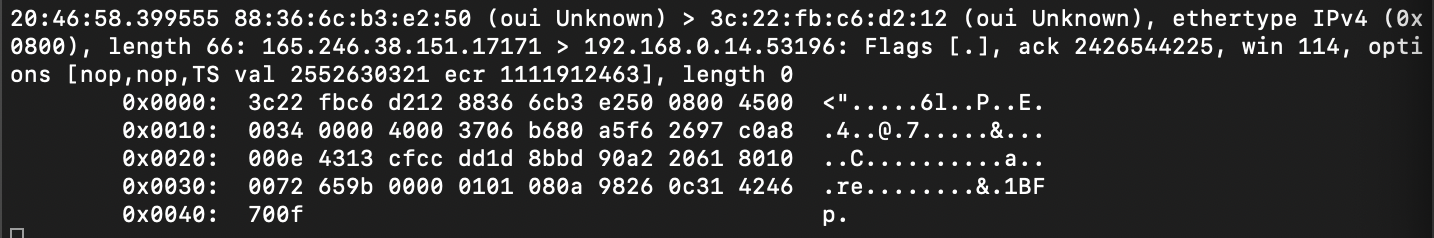 20:46:58.399555 88:36:6c:b3:e2:50 (oui Unknown) > 3c:22:fb:c6:d2:12 (oui Unknown), ethertype IPv4 (0x
0800), length 66: 165.246.38.151.17171 > 192.168.0.14.53196: Flags [.], ack 2426544225, win 114, opti
ons [nop,nop,TS val 2552630321 ecr 1111912463], length 0
0x0000:  3c22 fbc6 d212 8836 6cb3 e250 0800 4500  <".....6l..P..E.
0x0010:  0034 0000 4000 3706 b680 a5f6 2697 c0a8  .4..@.7.....&...
0x0020:  000e 4313 cfcc dd1d 8bbd 90a2 2061 8010  ..C..........a..
0x0030:  0072 659b 0000 0101 080a 9826 0c31 4246  .re........&.1BF
0x0040:  700f                                     p.